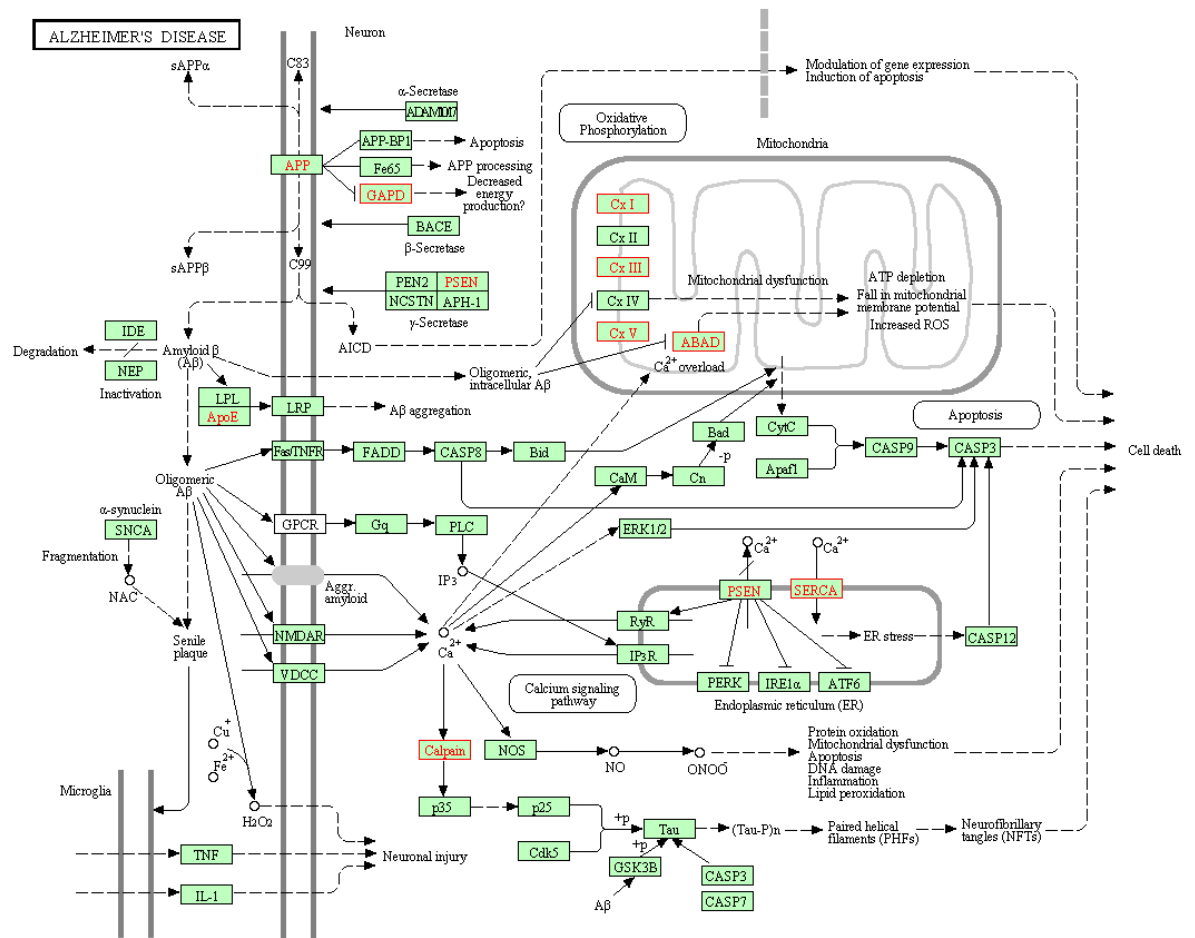 ALZHEIMER'S DISEASE
Neuron
sAPPα
C83
Modulation of gene expression
Induction of apoptosis
α-Secretase
ADAM10/17
Oxidative
Phosphorylation
APP-BP1
Apoptosis
Mitochondria
APP
Fe65
APP processing
GAPD
Decreased
energy
production?
Cx I
BACE
β-Secretase
Cx II
sAPPβ
C99
Cx III
PEN2
PSEN
Mitochondrial dysfunction
ATP depletion
NCSTN
APH-1
Cx IV
Fall in mitochondrial
membrane potential
γ-Secretase
IDE
Cx V
ABAD
Increased ROS
Degradation
Amyloid β
(Aβ)
AICD
NEP
Oligomeric,
intracellular Aβ
Ca2+ overload
Inactivation
LPL
ApoE
LRP
Aβ aggregation
Apoptosis
Bad
CytC
Fas/TNFR
FADD
CASP8
Bid
-p
CASP9
CASP3
Cell death
Oligomeric
Aβ
CaM
Cn
Apaf1
α-synuclein
SNCA
GPCR
Gq
PLC
ERK1/2
Ca2+
Ca2+
Fragmentation
IP3
NAC
Aggr.
amyloid
PSEN
SERCA
RyR
Senile
plaque
NMDAR
Ca2+
ER stress
CASP12
IP3R
VDCC
PERK
IRE1α
ATF6
Calcium signaling
pathway
Endoplasmic reticulum (ER)
Cu+
Fe2+
Calpain
NOS
NO
ONOO-
Protein oxidation
Mitochondrial dysfunction
Apoptosis
DNA damage
Inflammation
Lipid peroxidation
Microglia
H2O2
p35
p25
+p
Tau
(Tau-P)n
Paired helical
filaments (PHFs)
Neurofibrillary
tangles (NFTs)
TNF
Neuronal injury
Cdk5
+p
GSK3B
CASP3
IL-1
Aβ
CASP7